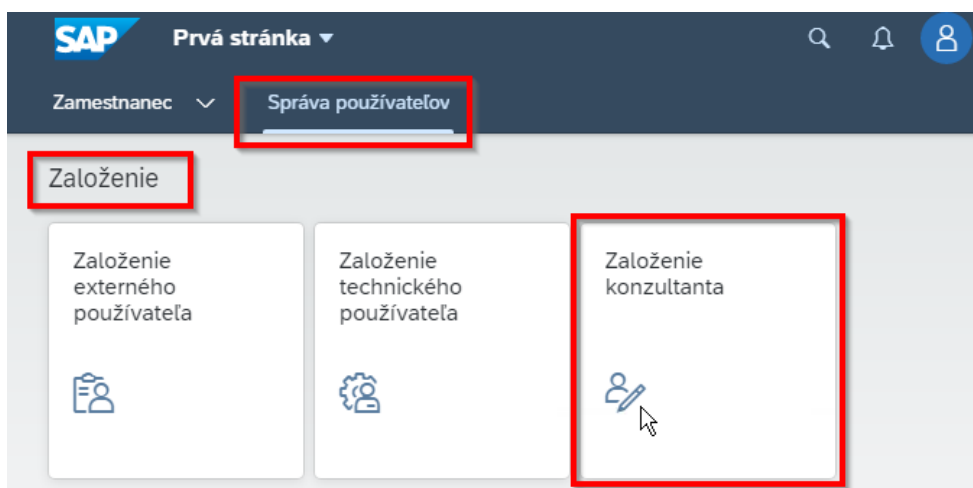 SAP Prvá stránka
Zamestnanec Správa používateľov
Založenie
Založenie
externého
používateľa
Založenie
technického
používateľa
Založenie
konzultanta